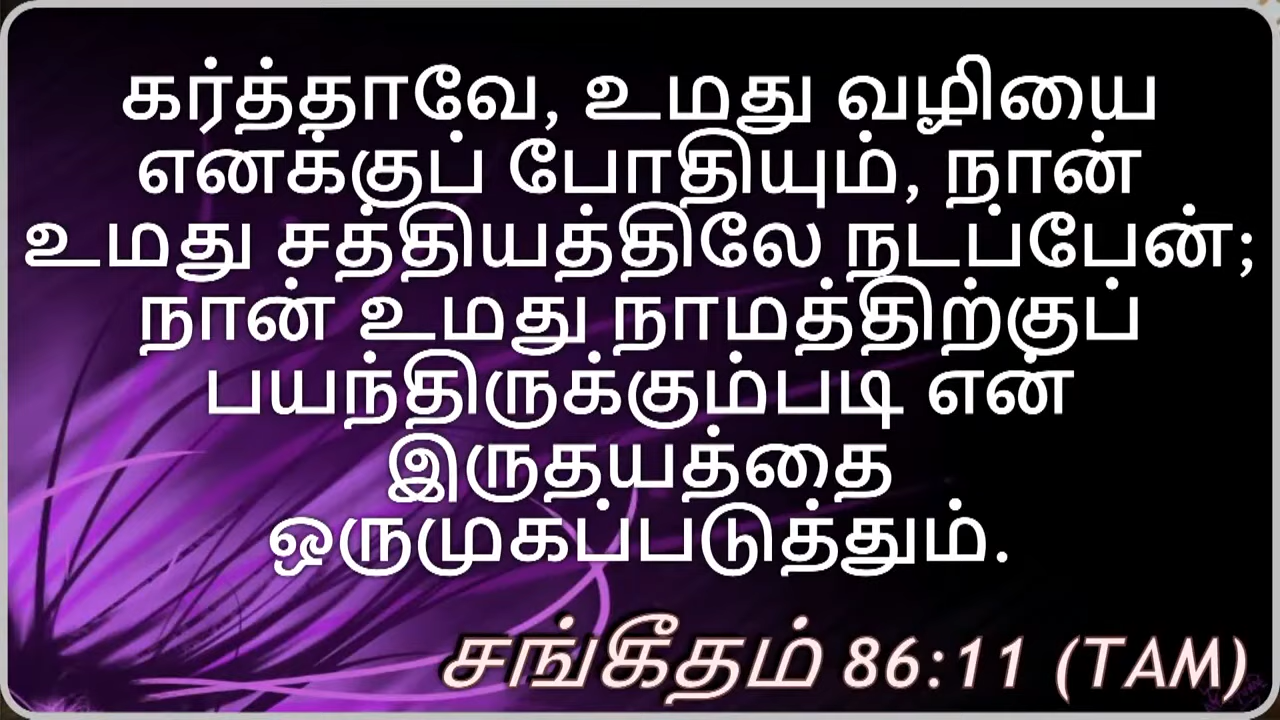 கர்த்தாவே, உமது வழியை
எனக்குப் போதியும், நான்
உமது சத்தியத்திலே நடப்பேன்;
நான் உமது நாமத்திற்குப்
பயந்திருக்கும்படி என்
இருதயத்தை
ஒருமுகப்படுத்தும்.
சங்கீதம் 86:11 (TAM)